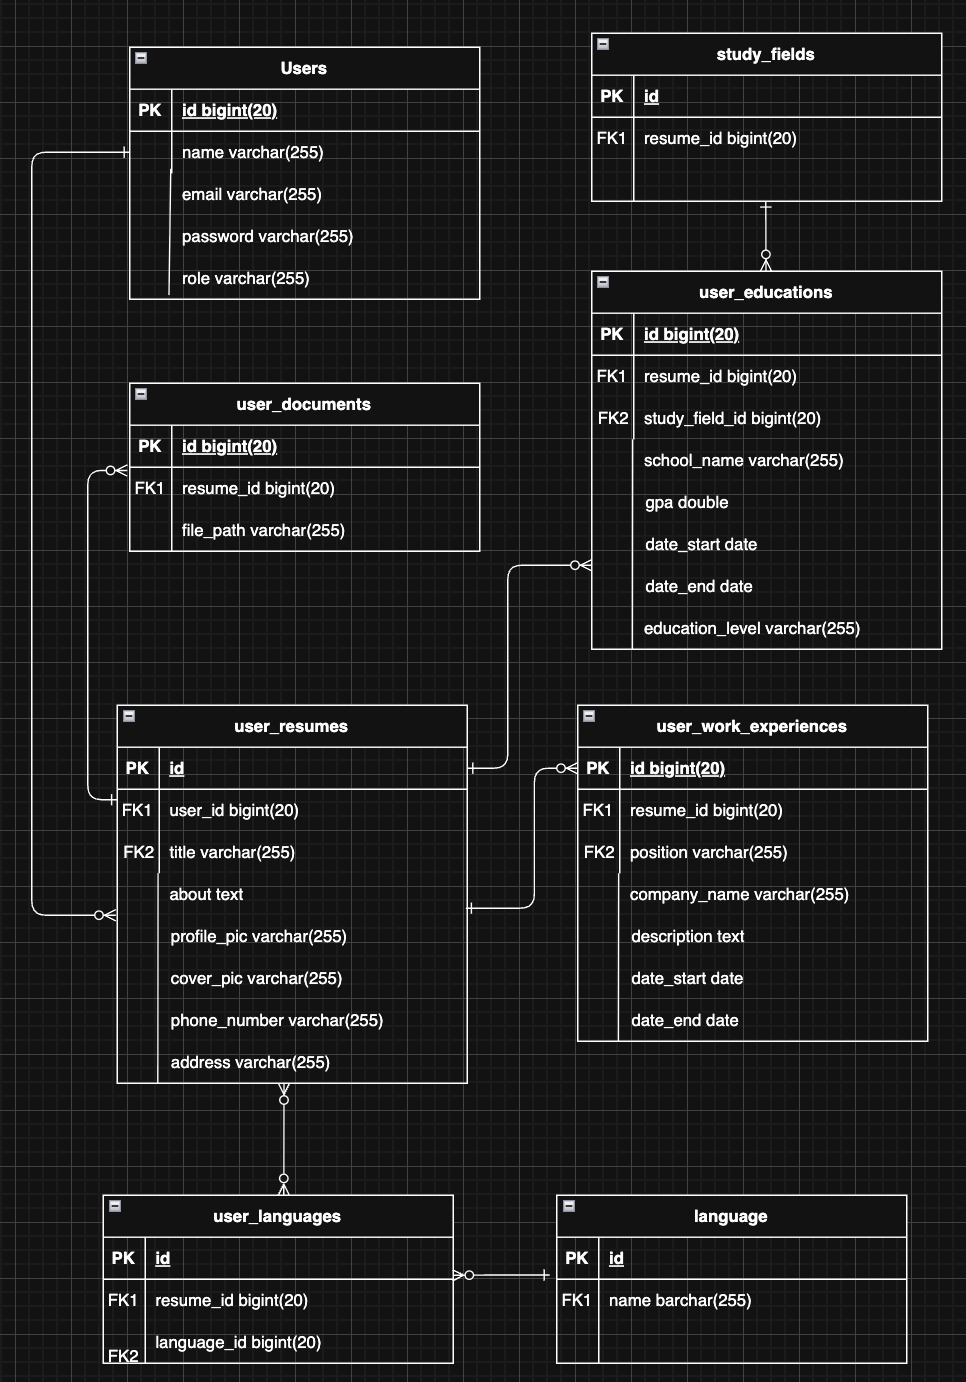 Users
PK id bigint(20)
name varchar(255)
email varchar(255)
password varchar(255)
role varchar(255)
study_fields
PK id
FK1 resume_id bigint(20)
user_educations
PK id bigint(20)
FK1 resume_id bigint(20)
FK2 study_field_id bigint(20)
school_name varchar(255)
gpa double
date_start date
date_end date
education_level varchar(255)
user_documents
PK id bigint(20)
FK1 resume_id bigint(20)
file_path varchar(255)
user_resumes
PK id
FK1 user_id bigint(20)
FK2 title varchar(255)
about text
profile_pic varchar(255)
cover_pic varchar(255)
phone_number varchar(255)
address varchar(255)
user_work_experiences
PK id bigint(20)
FK1 resume_id bigint(20)
FK2 position varchar(255)
company_name varchar(255)
description text
date_start date
date_end date
user_languages
PK id
FK1 resume_id bigint(20)
FK2 language_id bigint(20)
language
PK id
FK1 name barchar(255)